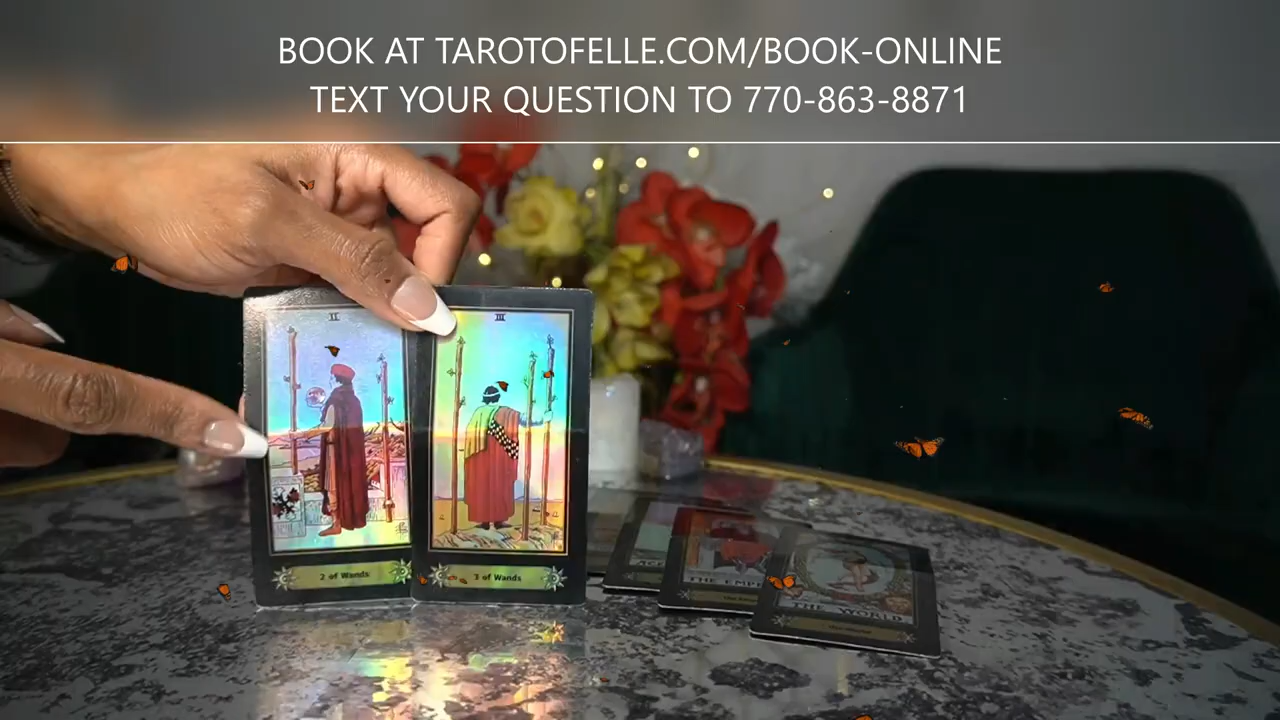 BOOK AT TAROTOFELLE.COM/BOOK-ONLINE
TEXT YOUR QUESTION TO 770-863-8871
II
III
2 of Wands
3 of Wands
THE EMP
THE WORLD